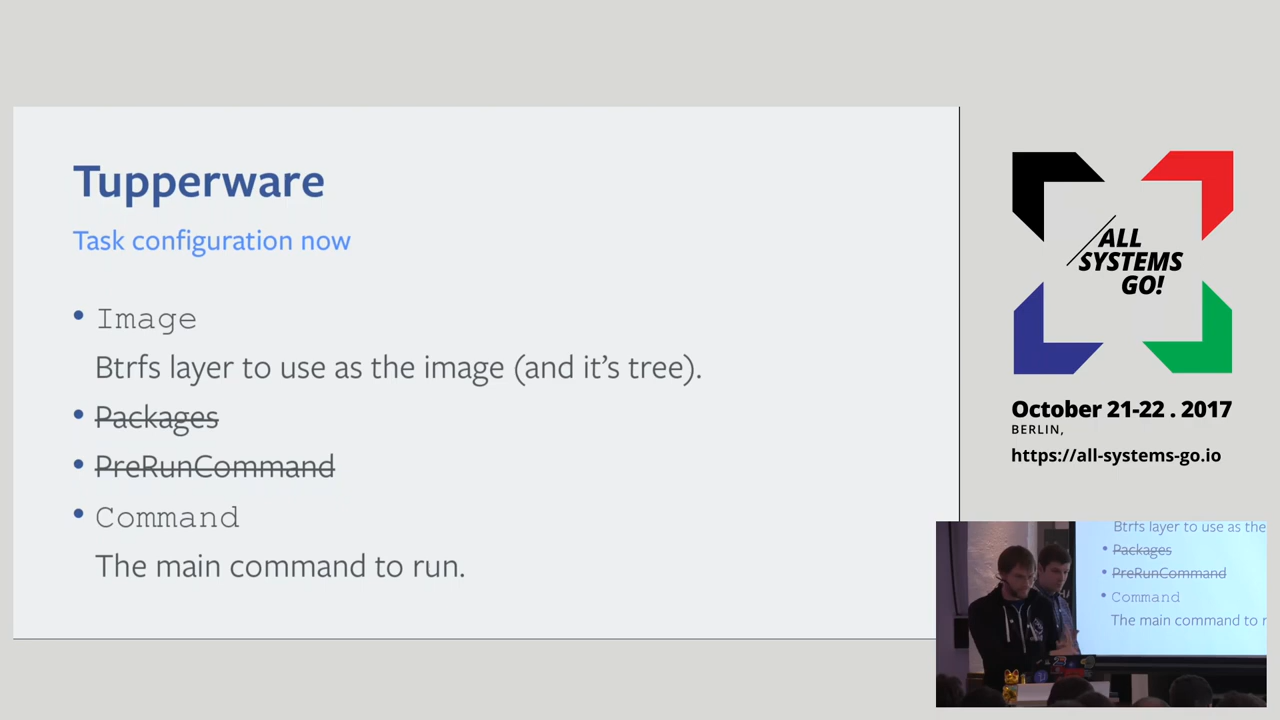 Tupperware
Task configuration now
• Image
Btrfs layer to use as the image (and it’s tree).
• Packages
• PreRunCommand
• Command
The main command to run.
ALL
SYSTEMS
GO!
October 21-22 . 2017
BERLIN,
https://all-systems-go.io
Btrfs layer to use as the
• Packages
• PreRunCommand
• Command
The main command to r